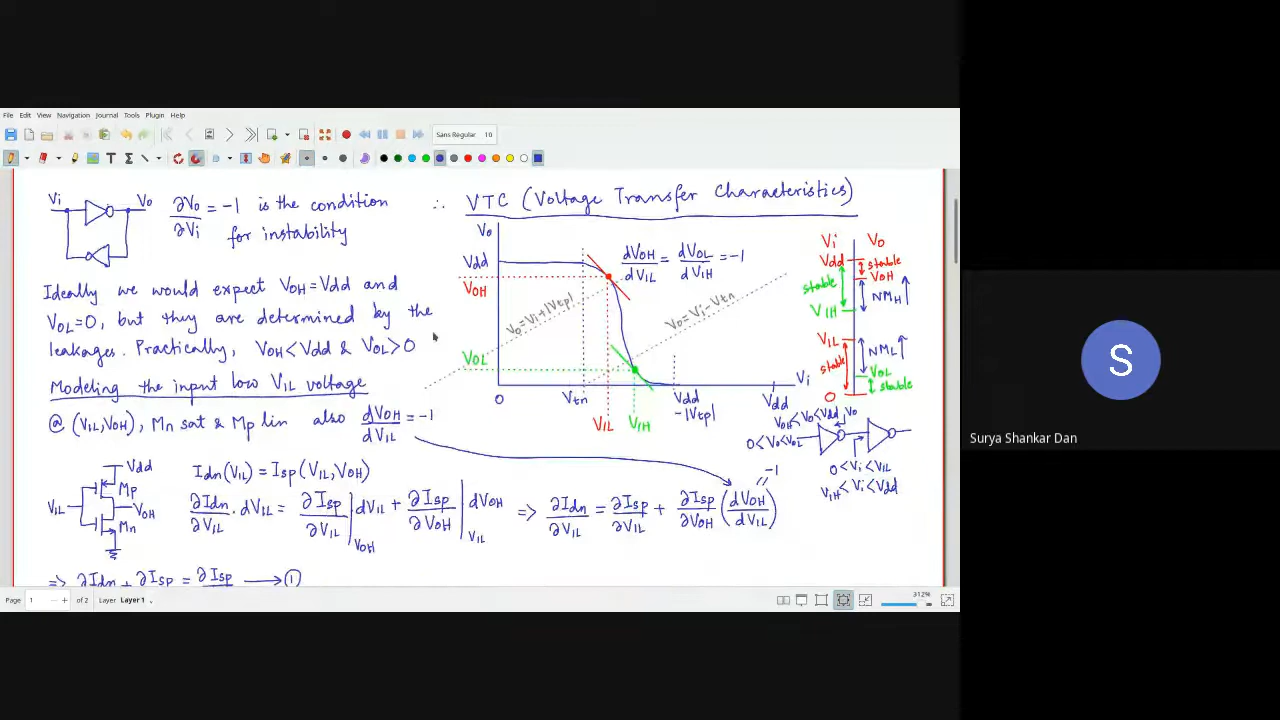 File Edit View Navigation Journal Tools Plugin Help
Sans Regular 10
Vi Vo ∂Vo/∂Vi = -1 is the condition
for instability
∴ VTC (Voltage Transfer Characteristics)
Ideally we would expect VOH=Vdd and
VOL=0, but they are determined by the
leakages. Practically, VOH<Vdd & VOL>0
Modeling the input low VIL voltage
@ (VIL,VOH), Mn sat & Mp lin also dVOH/dVIL = -1
Vo
Vdd
VOH
VOL
0 Vtn VIL VIH Vdd-|Vtp| Vdd Vi
dVOH/dVIL = dVOL/dVIH = -1
Vo=Vi+|Vtp|
Vo=Vi-Vtn
Vi Vo
Vdd stable
VOH
stable NMH
VIH
VIL
stable NML
VOL
0 stable
VOH<Vo<Vdd Vo
0<Vo<VOL
0<Vi<VIL
VIH<Vi<Vdd
Vdd
Mp
VIL VOH
Mn
Idn(VIL) = Isp(VIL,VOH)
∂Idn/∂VIL . dVIL = ∂Isp/∂VIL |VOH dVIL + ∂Isp/∂VOH |VIL dVOH => ∂Idn/∂VIL = ∂Isp/∂VIL + ∂Isp/∂VOH (dVOH/dVIL) = -1
=> ∂Idn + ∂Isp = ∂Isp → ①
Page 1 of 2 Layer Layer 1 312%
S
Surya Shankar Dan